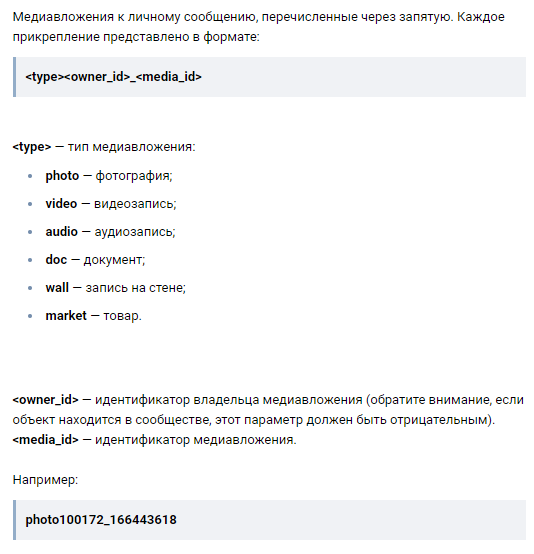 Медиавложения к личному сообщению, перечисленные через запятую. Каждое
прикрепление представлено в формате:
<type><owner_id>_<media_id>
<type> — тип медиавложения:
• photo — фотография;
• video — видеозапись;
• audio — аудиозапись;
• doc — документ;
• wall — запись на стене;
• market — товар.
<owner_id> — идентификатор владельца медиавложения (обратите внимание, если
объект находится в сообществе, этот параметр должен быть отрицательным).
<media_id> — идентификатор медиавложения.
Например:
photo100172_166443618